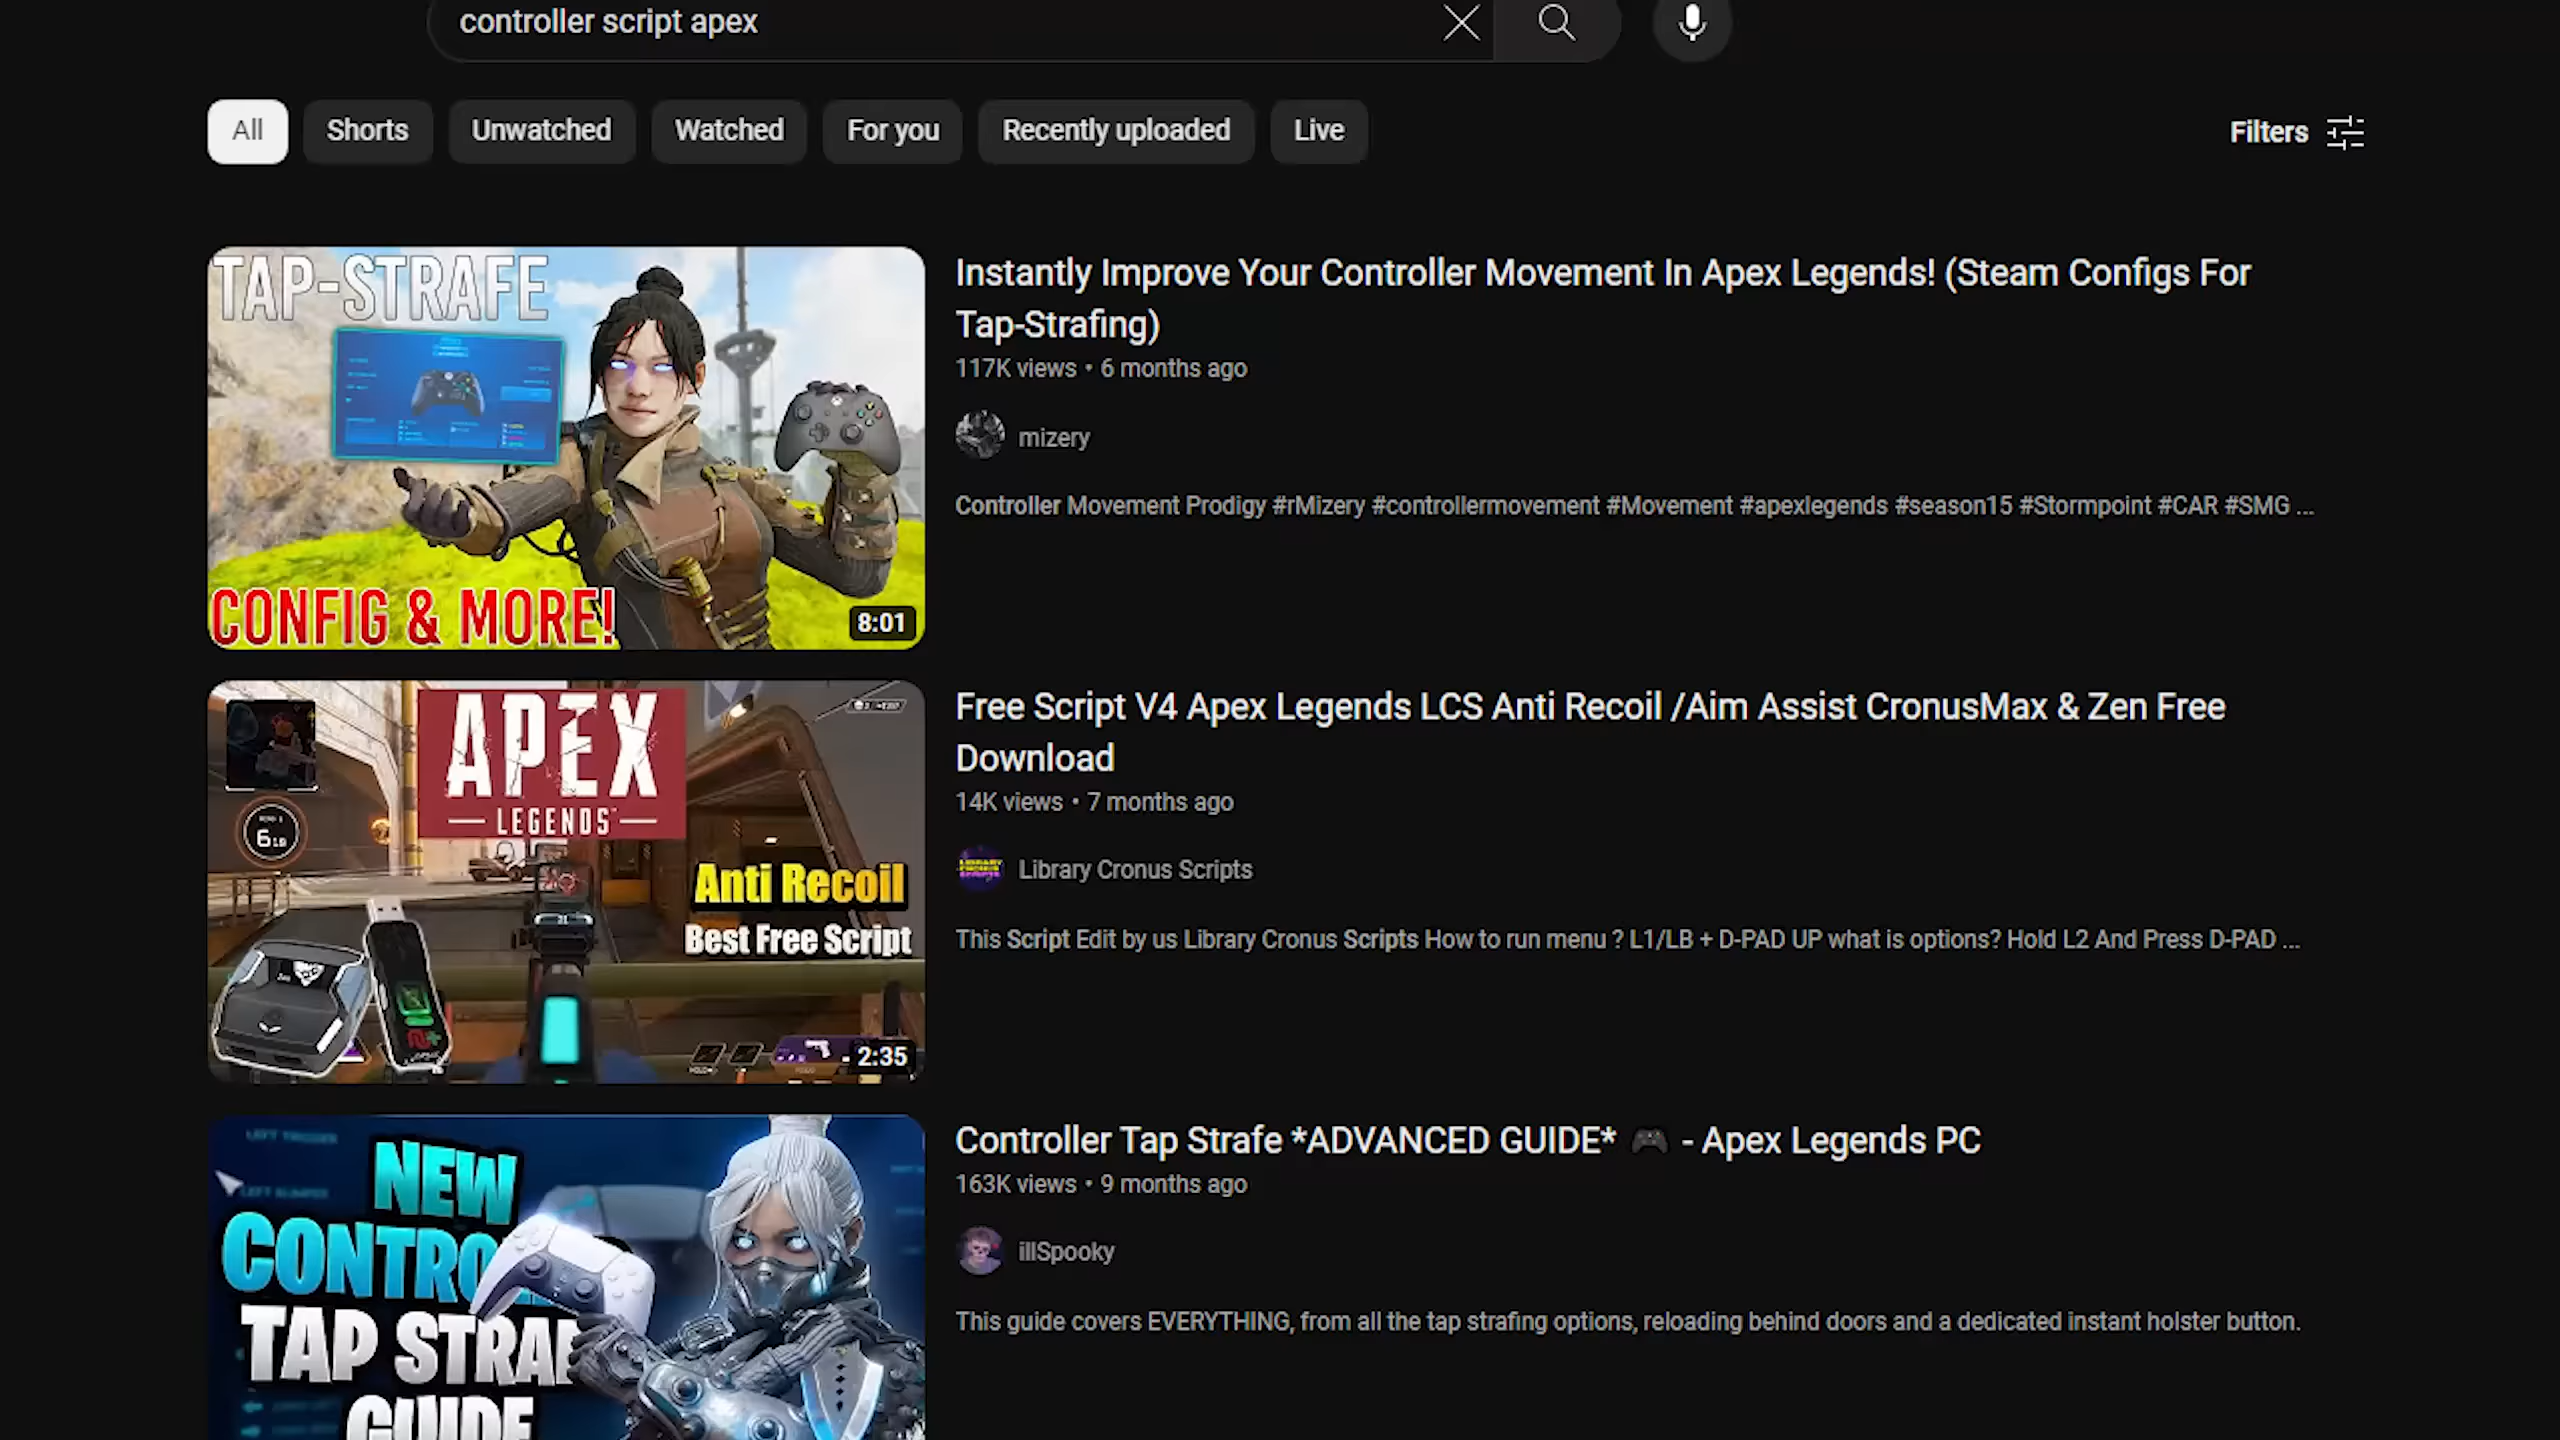 controller script apex
All
Shorts
Unwatched
Watched
For you
Recently uploaded
Live
Filters
TAP-STRAFE
CONFIG & MORE!
8:01
Instantly Improve Your Controller Movement In Apex Legends! (Steam Configs For
Tap-Strafing)
117K views • 6 months ago
mizery
Controller Movement Prodigy #rMizery #controllermovement #Movement #apexlegends #season15 #Stormpoint #CAR #SMG ...
APEX
LEGENDS
Anti Recoil
Best Free Script
2:35
Free Script V4 Apex Legends LCS Anti Recoil /Aim Assist CronusMax & Zen Free
Download
14K views • 7 months ago
Library Cronus Scripts
This Script Edit by us Library Cronus Scripts How to run menu ? L1/LB + D-PAD UP what is options? Hold L2 And Press D-PAD ...
LEFT TRIGGER
LEFT BUMPER
NEW
CONTRO
TAP STRAF
GUIDE
Controller Tap Strafe *ADVANCED GUIDE* 🎮 - Apex Legends PC
163K views • 9 months ago
illSpooky
This guide covers EVERYTHING, from all the tap strafing options, reloading behind doors and a dedicated instant holster button.